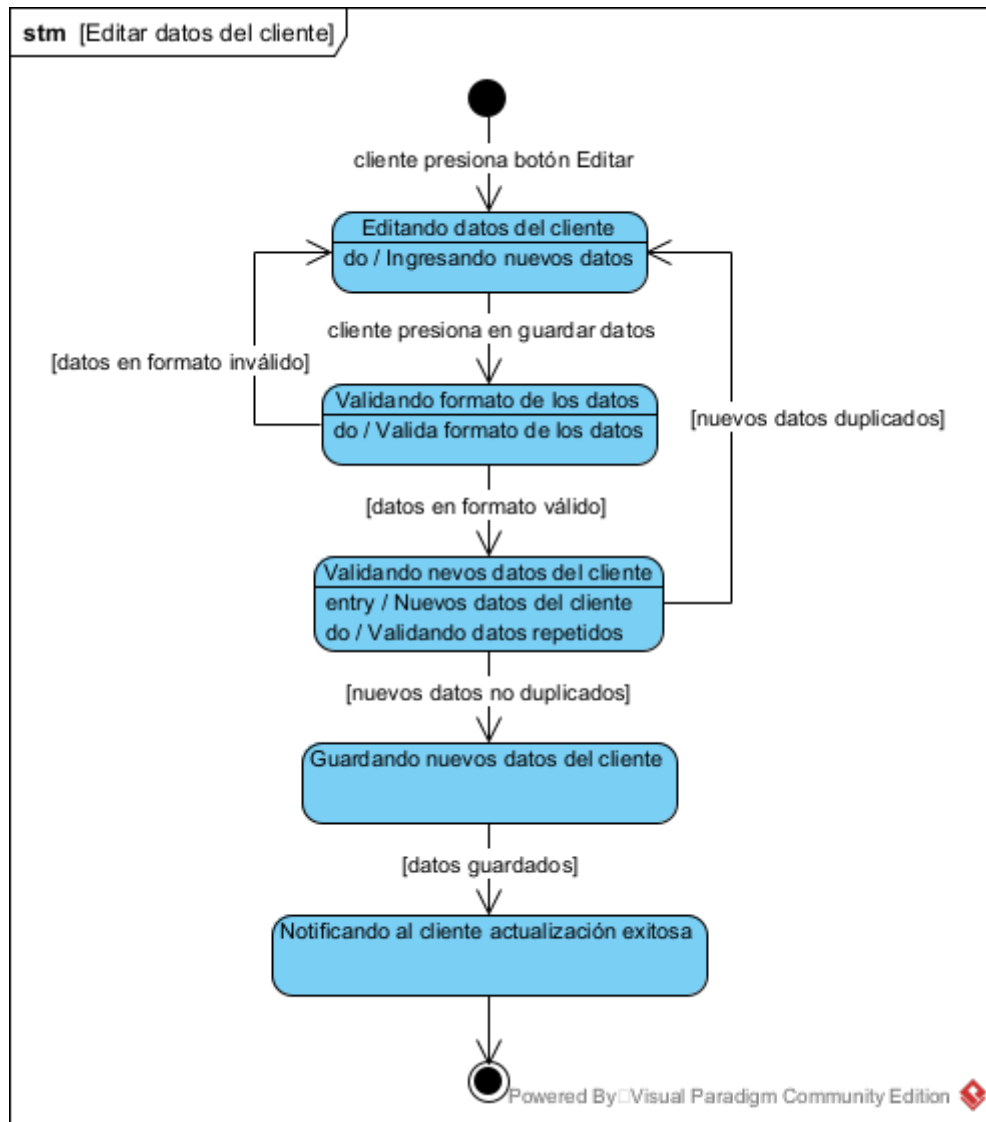 stm [Editar datos del cliente]
cliente presiona botón Editar
Editando datos del cliente
do / Ingresando nuevos datos
cliente presiona en guardar datos
[datos en formato inválido]
Validando formato de los datos
do / Valida formato de los datos
[nuevos datos duplicados]
[datos en formato válido]
Validando nevos datos del cliente
entry / Nuevos datos del cliente
do / Validando datos repetidos
[nuevos datos no duplicados]
Guardando nuevos datos del cliente
[datos guardados]
Notificando al cliente actualización exitosa
Powered By Visual Paradigm Community Edition